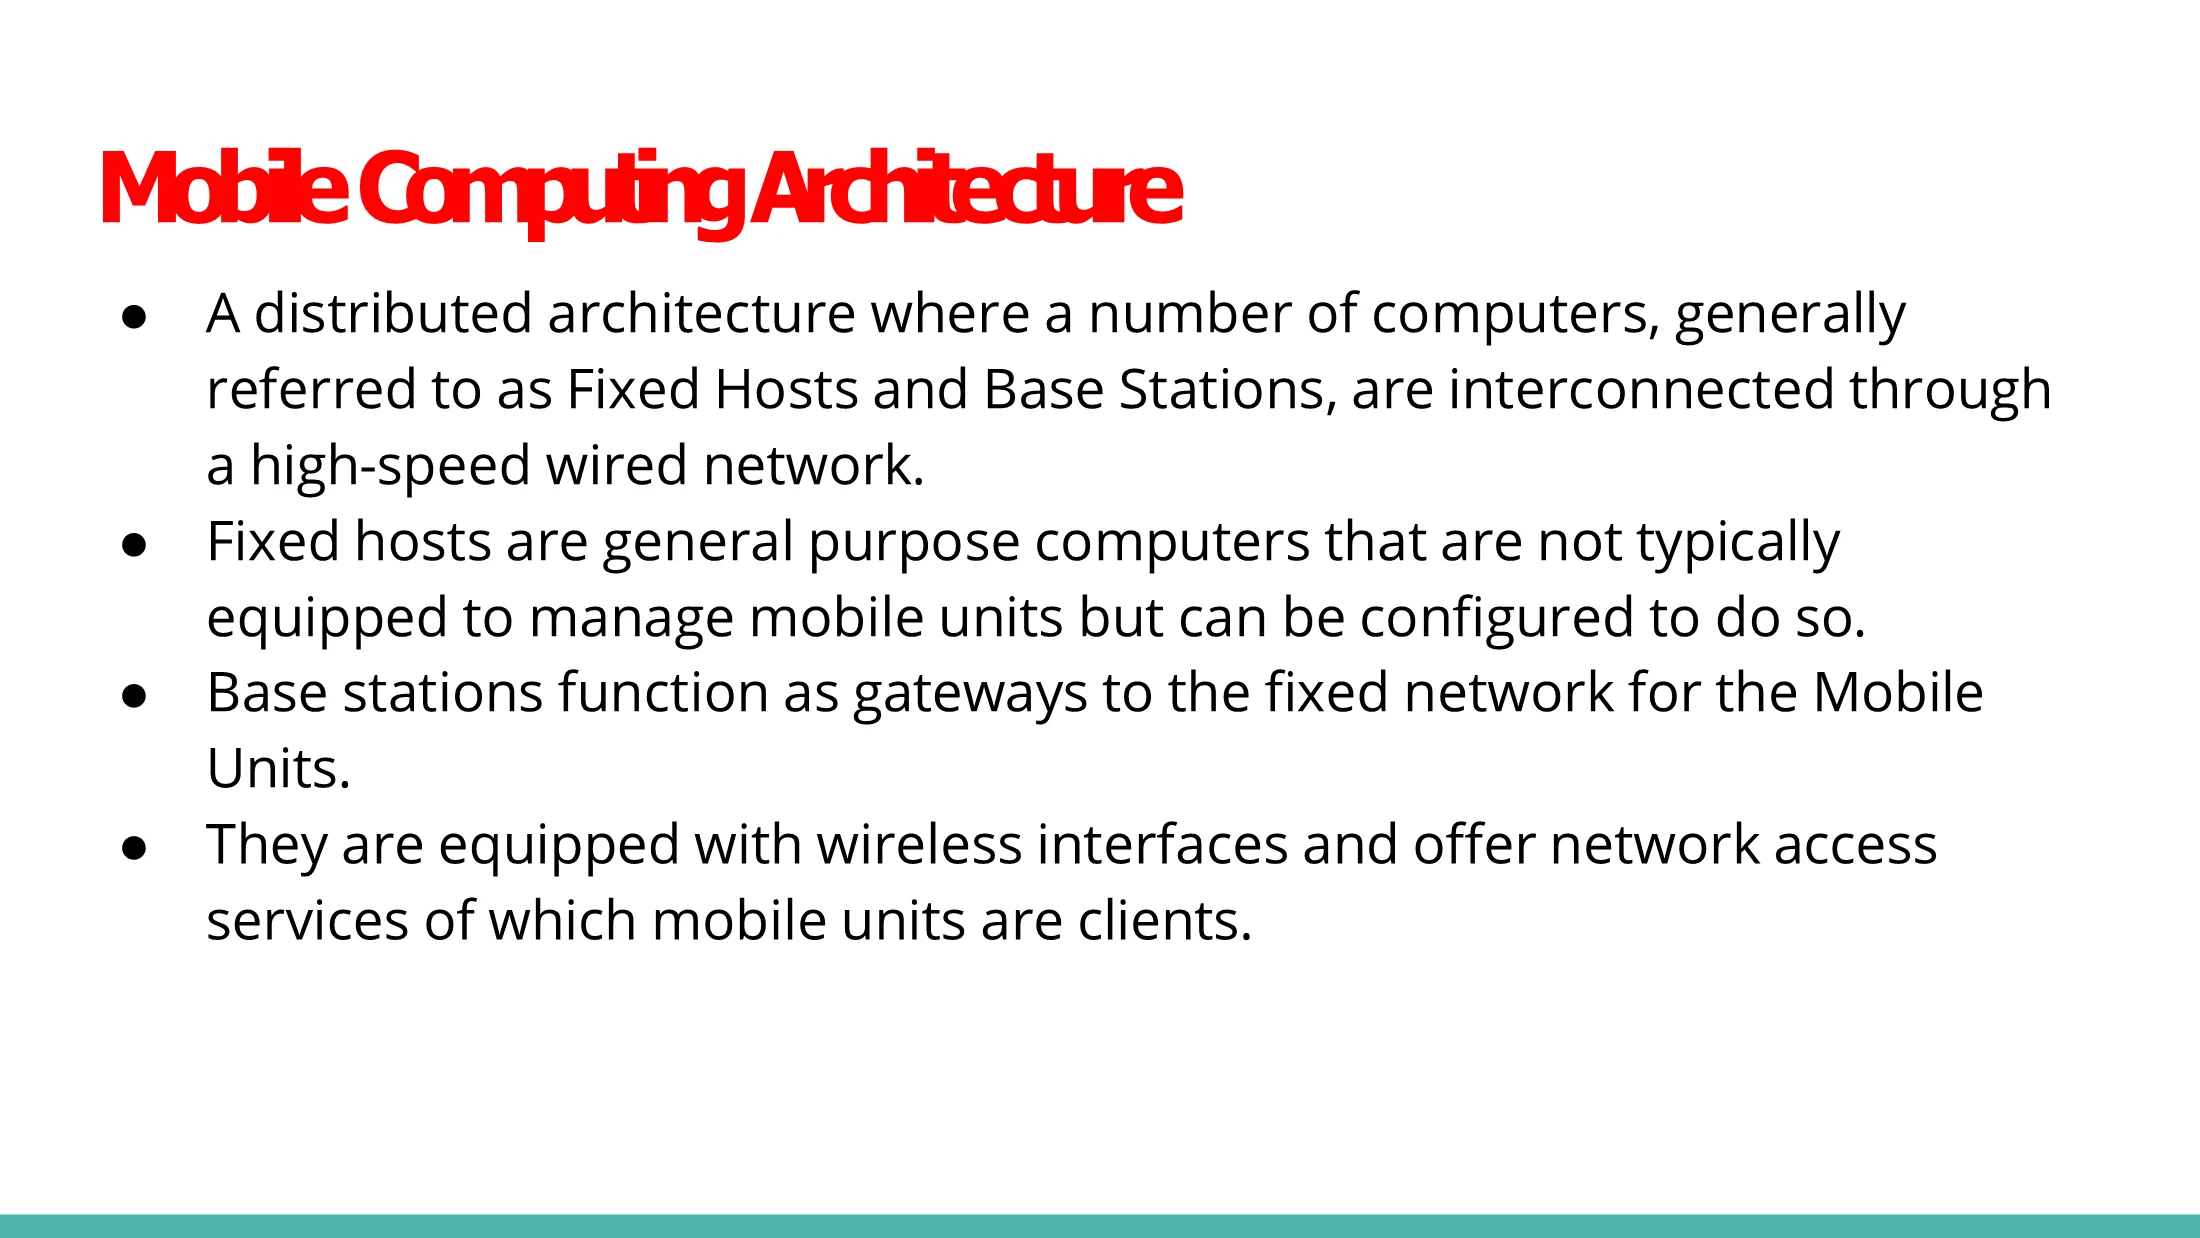 Mobile Computing Architecture
● A distributed architecture where a number of computers, generally
referred to as Fixed Hosts and Base Stations, are interconnected through
a high-speed wired network.
● Fixed hosts are general purpose computers that are not typically
equipped to manage mobile units but can be configured to do so.
● Base stations function as gateways to the fixed network for the Mobile
Units.
● They are equipped with wireless interfaces and offer network access
services of which mobile units are clients.